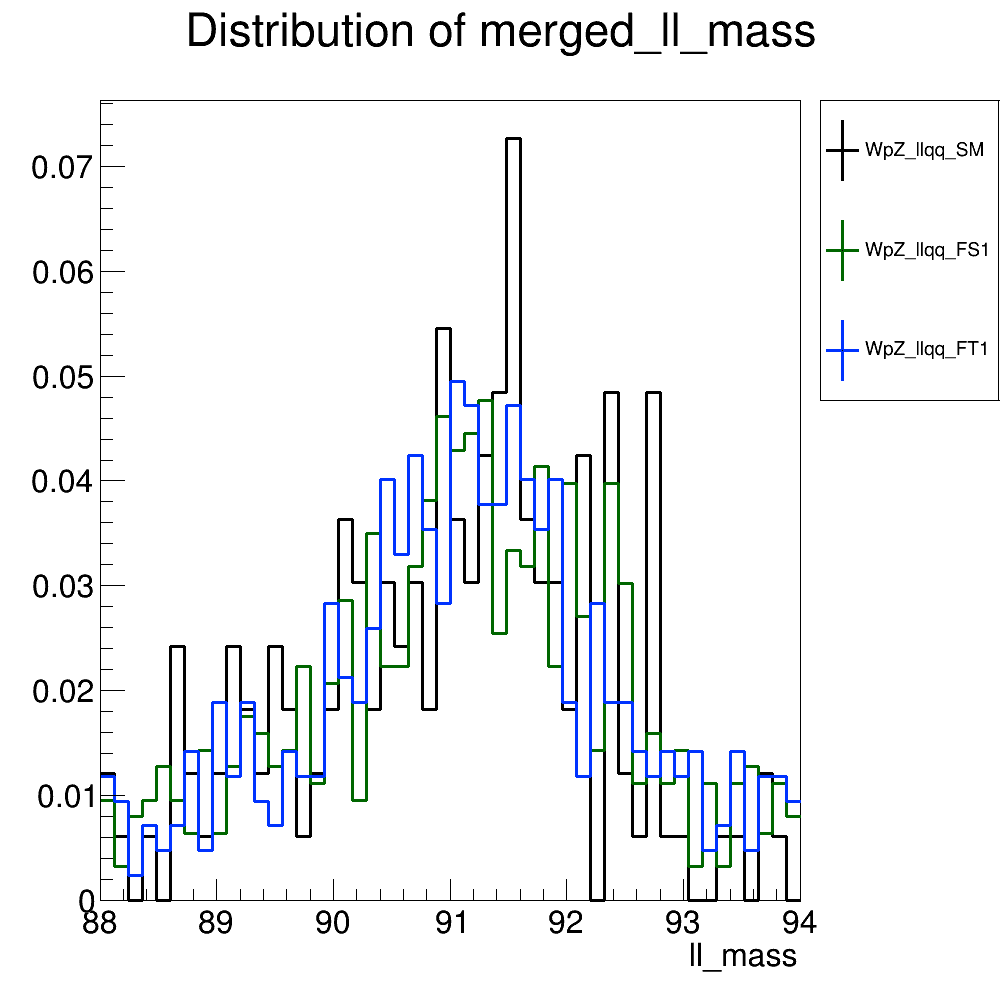 Distribution of merged_ll_mass
WpZ_llqq_SM
WpZ_llqq_FS1
WpZ_llqq_FT1
0.07
0.06
0.05
0.04
0.03
0.02
0.01
0
88 89 90 91 92 93 94
ll_mass